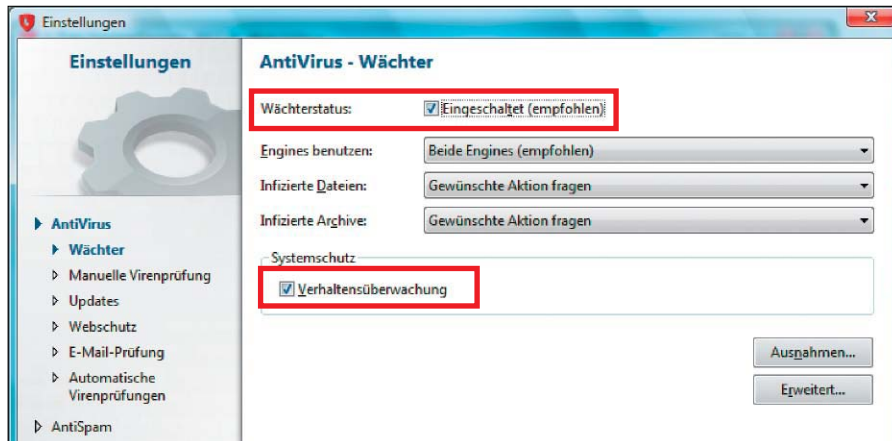 Einstellungen
Einstellungen
AntiVirus
Wächter
Manuelle Virenprüfung
Updates
Webschutz
E-Mail-Prüfung
Automatische
Virenprüfungen
AntiSpam
AntiVirus - Wächter
Wächterstatus: Eingeschaltet (empfohlen)
Engines benutzen: Beide Engines (empfohlen)
Infizierte Dateien: Gewünschte Aktion fragen
Infizierte Archive: Gewünschte Aktion fragen
Systemschutz
Verhaltensüberwachung
Ausnahmen...
Erweitert...